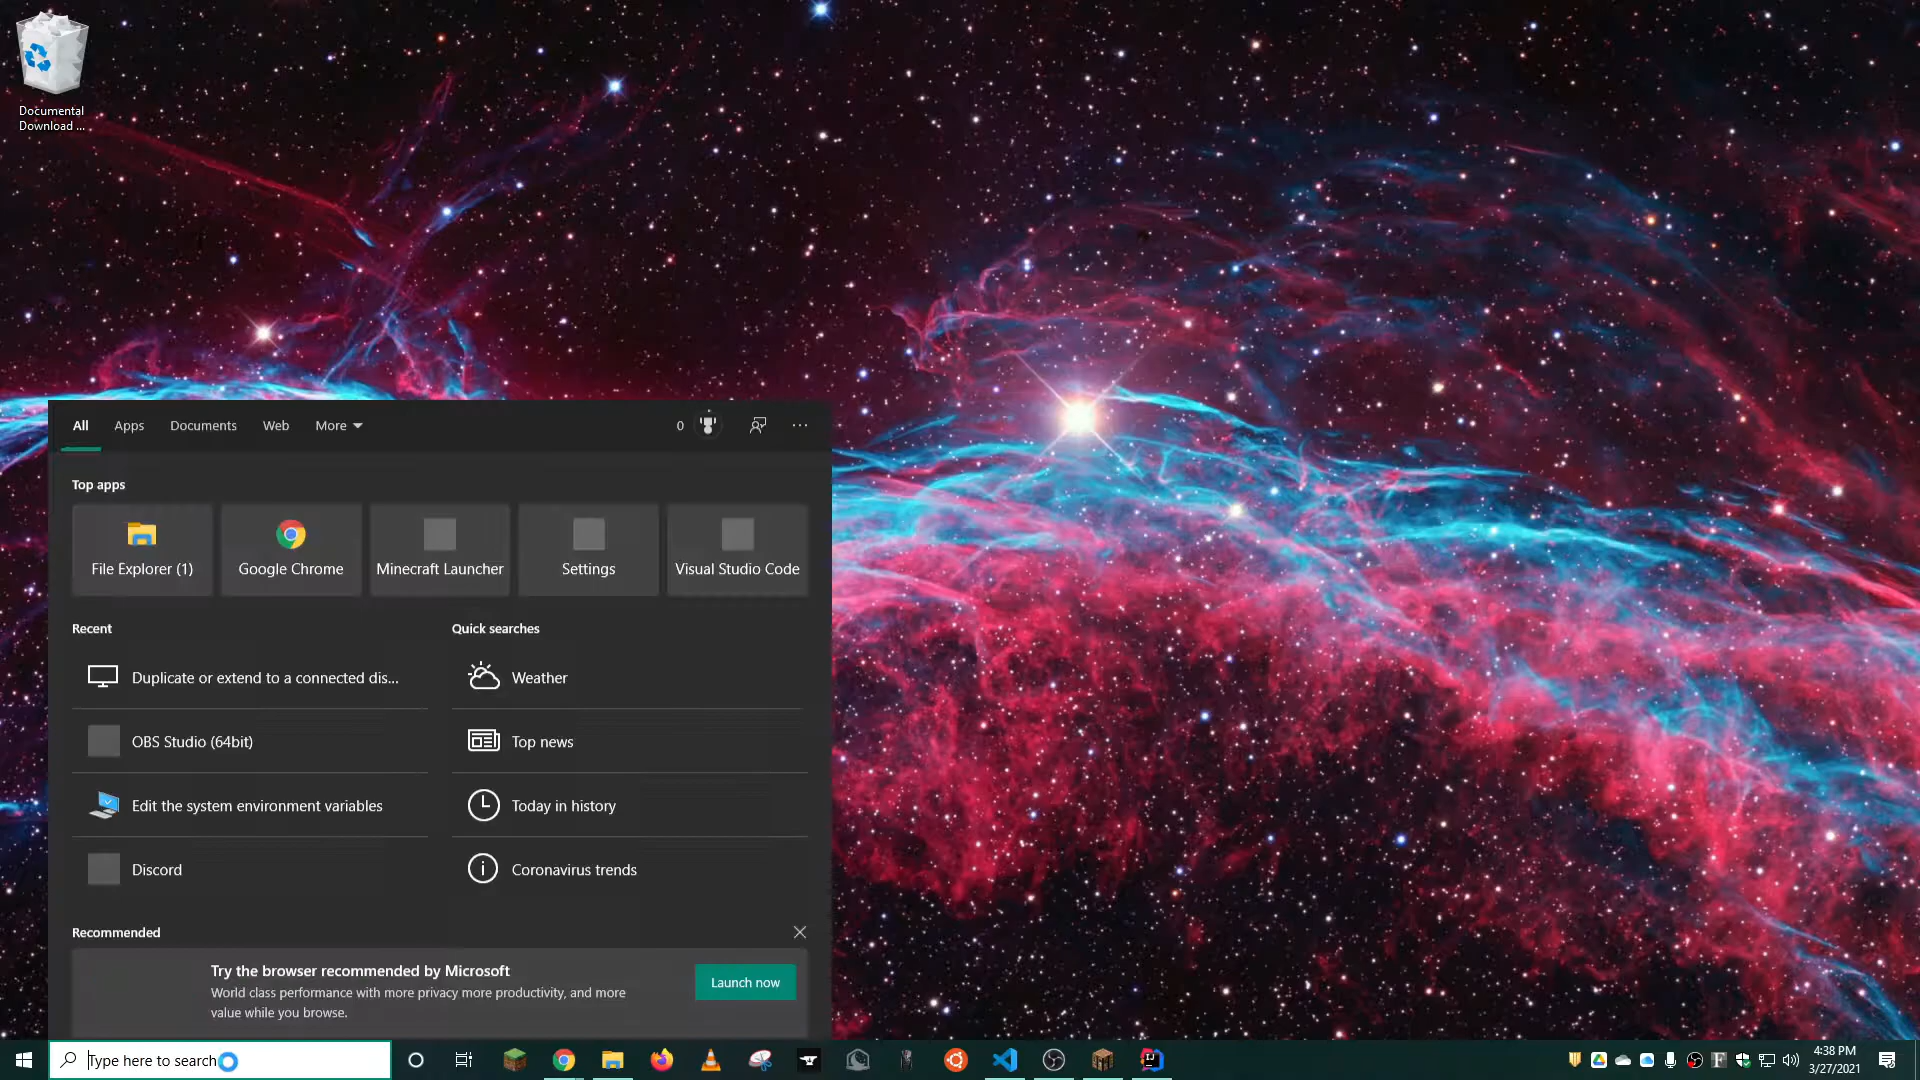 Documental
Download ...
All
Apps
Documents
Web
More
0
...
Top apps
File Explorer (1)
Google Chrome
Minecraft Launcher
Settings
Visual Studio Code
Recent
Quick searches
Duplicate or extend to a connected dis...
Weather
OBS Studio (64bit)
Top news
Edit the system environment variables
Today in history
Discord
Coronavirus trends
Recommended
Try the browser recommended by Microsoft
World class performance with more privacy more productivity, and more
value while you browse.
Launch now
Type here to search
4:38 PM
3/27/2021